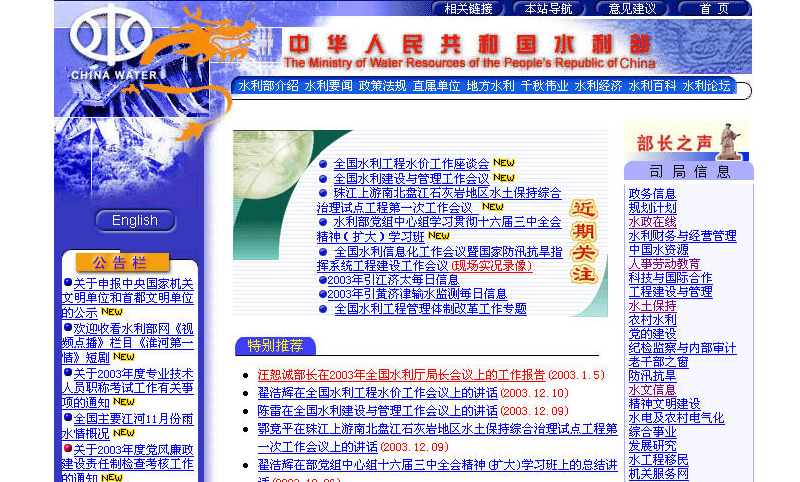 相关链接 本站导航 意见建议 首 页
中华人民共和国水利部
The Ministry of Water Resources of the People's Republic of China
CHINA WATER
水利部介绍 水利要闻 政策法规 直属单位 地方水利 千秋伟业 水利经济 水利百科 水利论坛
English
公告栏
关于申报中央国家机关
文明单位和首都文明单位
的公示 NEW
欢迎收看水利部网《视
频点播》栏目《淮河第一
情》短剧 NEW
关于2003年度专业技术
人员职称考试工作有关事
项的通知 NEW
全国主要江河11月份雨
水情概况 NEW
关于2003年度党风廉政
建设责任制检查考核工作
的通知 NEW
全国水利工程水价工作座谈会 NEW
全国水利建设与管理工作会议 NEW
珠江上游南北盘江石灰岩地区水土保持综合
治理试点工程第一次工作会议 NEW
水利部党组中心组学习贯彻十六届三中全会
精神（扩大）学习班 NEW
全国水利信息化工作会议暨国家防汛抗旱指
挥系统工程建设工作会议(现场实况录像)
2003年引江济太每日信息
2003年引黄济津输水监测每日信息
全国水利工程管理体制改革工作专题
近期关注
特别推荐
汪恕诚部长在2003年全国水利厅局长会议上的工作报告(2003.1.5)
翟浩辉在全国水利工程水价工作会议上的讲话(2003.12.10)
陈雷在全国水利建设与管理工作会议上的讲话(2003.12.09)
鄂竟平在珠江上游南北盘江石灰岩地区水土保持综合治理试点工程第
一次工作会议上的讲话(2003.12.09)
翟浩辉在部党组中心组十六届三中全会精神(扩大)学习班上的总结讲
话(2003.12.06)
部长之声
司 局 信 息
政务信息
规划计划
水政在线
水利财务与经营管理
中国水资源
人事劳动教育
科技与国际合作
工程建设与管理
水土保持
农村水利
党的建设
纪检监察与内部审计
老干部之窗
防汛抗旱
水文信息
精神文明建设
水电及农村电气化
综合事业
发展研究
水工程移民
机关服务网